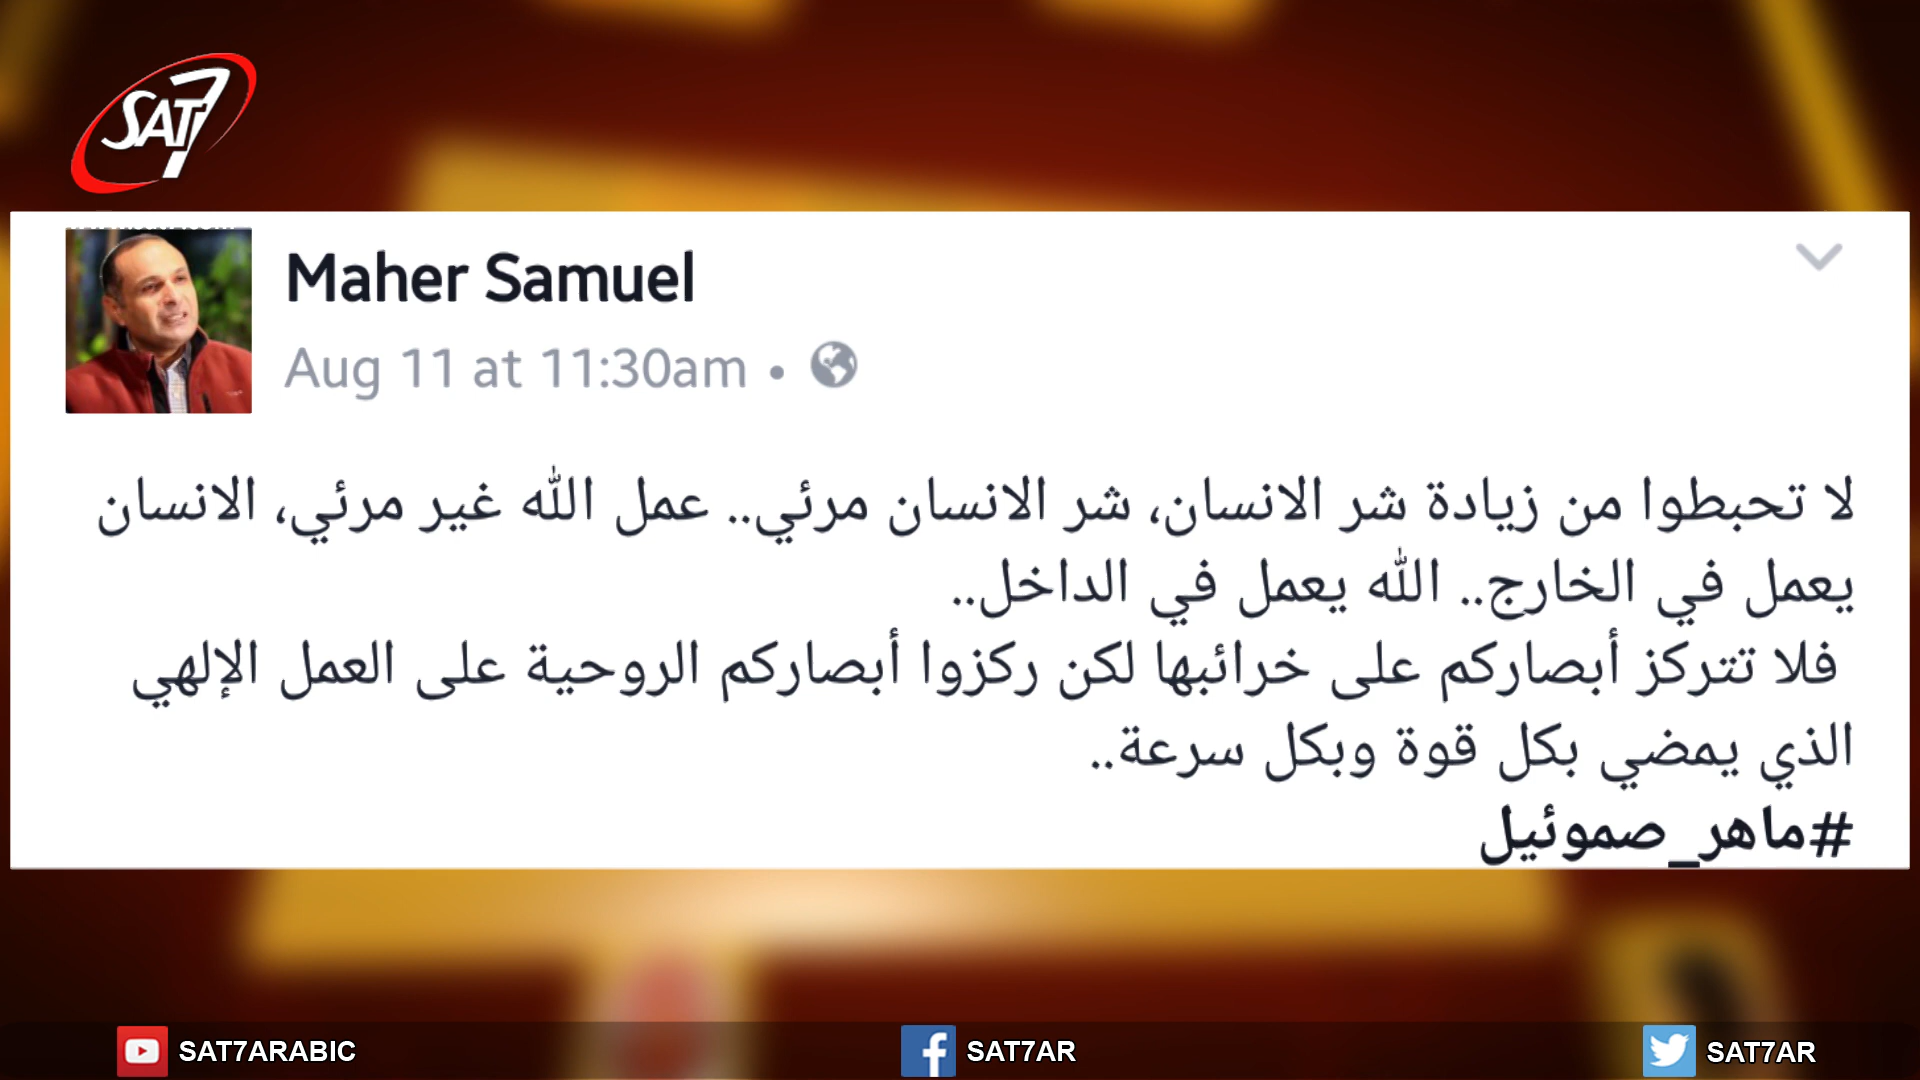 SAT7
Maher Samuel
Aug 11 at 11:30am •
لا تحبطوا من زيادة شر الانسان، شر الانسان مرئي.. عمل الله غير مرئي، الانسان
يعمل في الخارج.. الله يعمل في الداخل..
فلا تتركز أبصاركم على خرائبها لكن ركزوا أبصاركم الروحية على العمل الإلهي
الذي يمضي بكل قوة وبكل سرعة..
#ماهر_صموئيل
SAT7ARABIC
SAT7AR
SAT7AR